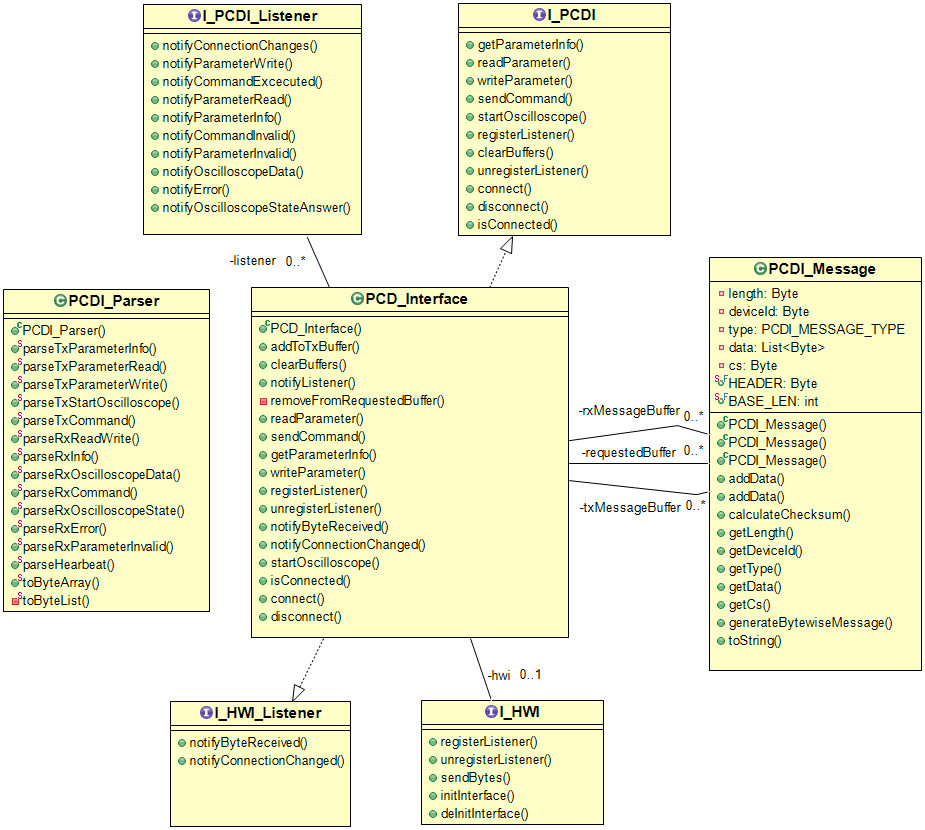 I_PCDI_Listener
notifyConnectionChanges()
notifyParameterWrite()
notifyCommandExcecuted()
notifyParameterRead()
notifyParameterInfo()
notifyCommandInvalid()
notifyParameterInvalid()
notifyOscilloscopeData()
notifyError()
notifyOscilloscopeStateAnswer()
I_PCDI
getParameterInfo()
readParameter()
writeParameter()
sendCommand()
startOscilloscope()
registerListener()
clearBuffers()
unregisterListener()
connect()
disconnect()
isConnected()
-listener 0..*
PCDI_Parser
PCDI_Parser()
parseTxParameterInfo()
parseTxParameterRead()
parseTxParameterWrite()
parseTxStartOscilloscope()
parseTxCommand()
parseRxReadWrite()
parseRxInfo()
parseRxOscilloscopeData()
parseRxCommand()
parseRxOscilloscopeState()
parseRxError()
parseRxParameterInvalid()
parseHearbeat()
toByteArray()
toByteList()
PCD_Interface
PCD_Interface()
addToTxBuffer()
clearBuffers()
notifyListener()
removeFromRequestedBuffer()
readParameter()
sendCommand()
getParameterInfo()
writeParameter()
registerListener()
unregisterListener()
notifyByteReceived()
notifyConnectionChanged()
startOscilloscope()
isConnected()
connect()
disconnect()
-rxMessageBuffer 0..*
-requestedBuffer 0..*
-txMessageBuffer 0..*
PCDI_Message
length: Byte
deviceId: Byte
type: PCDI_MESSAGE_TYPE
data: List<Byte>
cs: Byte
HEADER: Byte
BASE_LEN: int
PCDI_Message()
PCDI_Message()
PCDI_Message()
addData()
addData()
calculateChecksum()
getLength()
getDeviceId()
getType()
getData()
getCs()
generateBytewiseMessage()
toString()
-hwi 0..1
I_HWI_Listener
notifyByteReceived()
notifyConnectionChanged()
I_HWI
registerListener()
unregisterListener()
sendBytes()
initInterface()
deInitInterface()